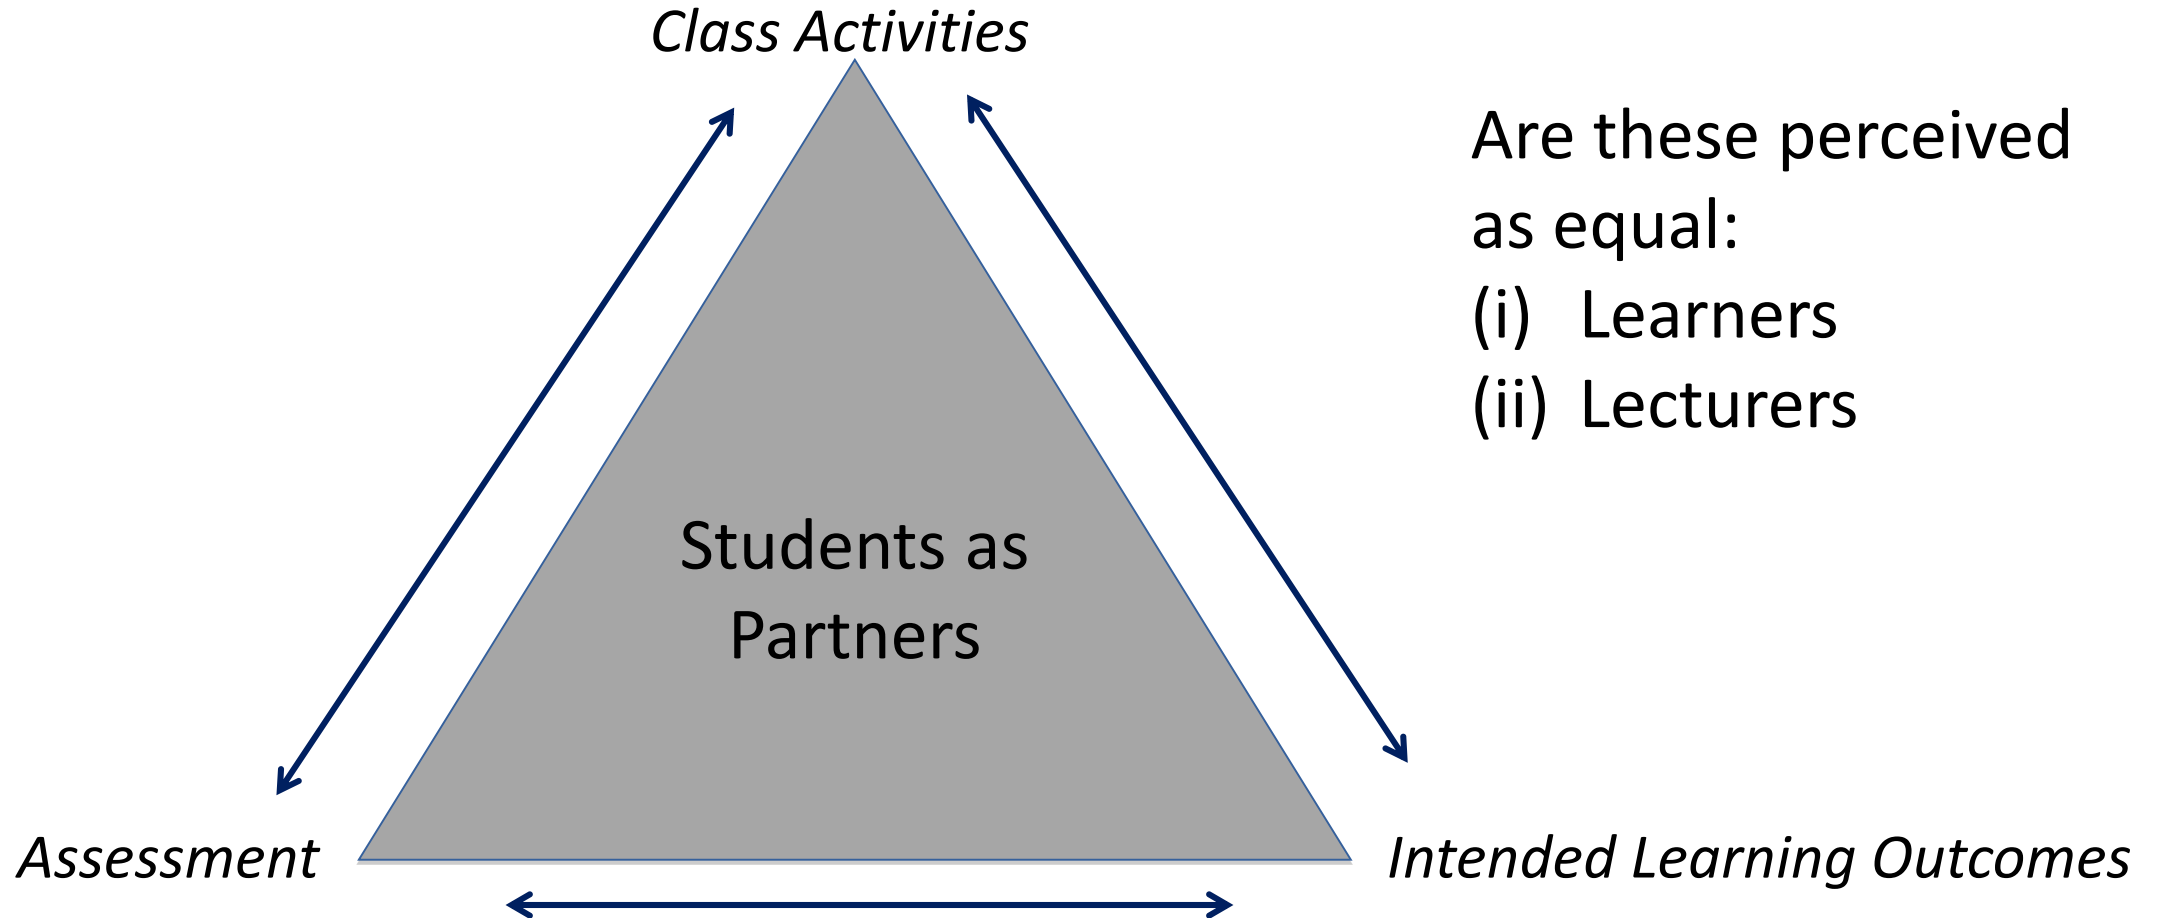 Class Activities
Are these perceived
as equal:
(i) Learners
(ii) Lecturers
Students as
Partners
Assessment
Intended Learning Outcomes